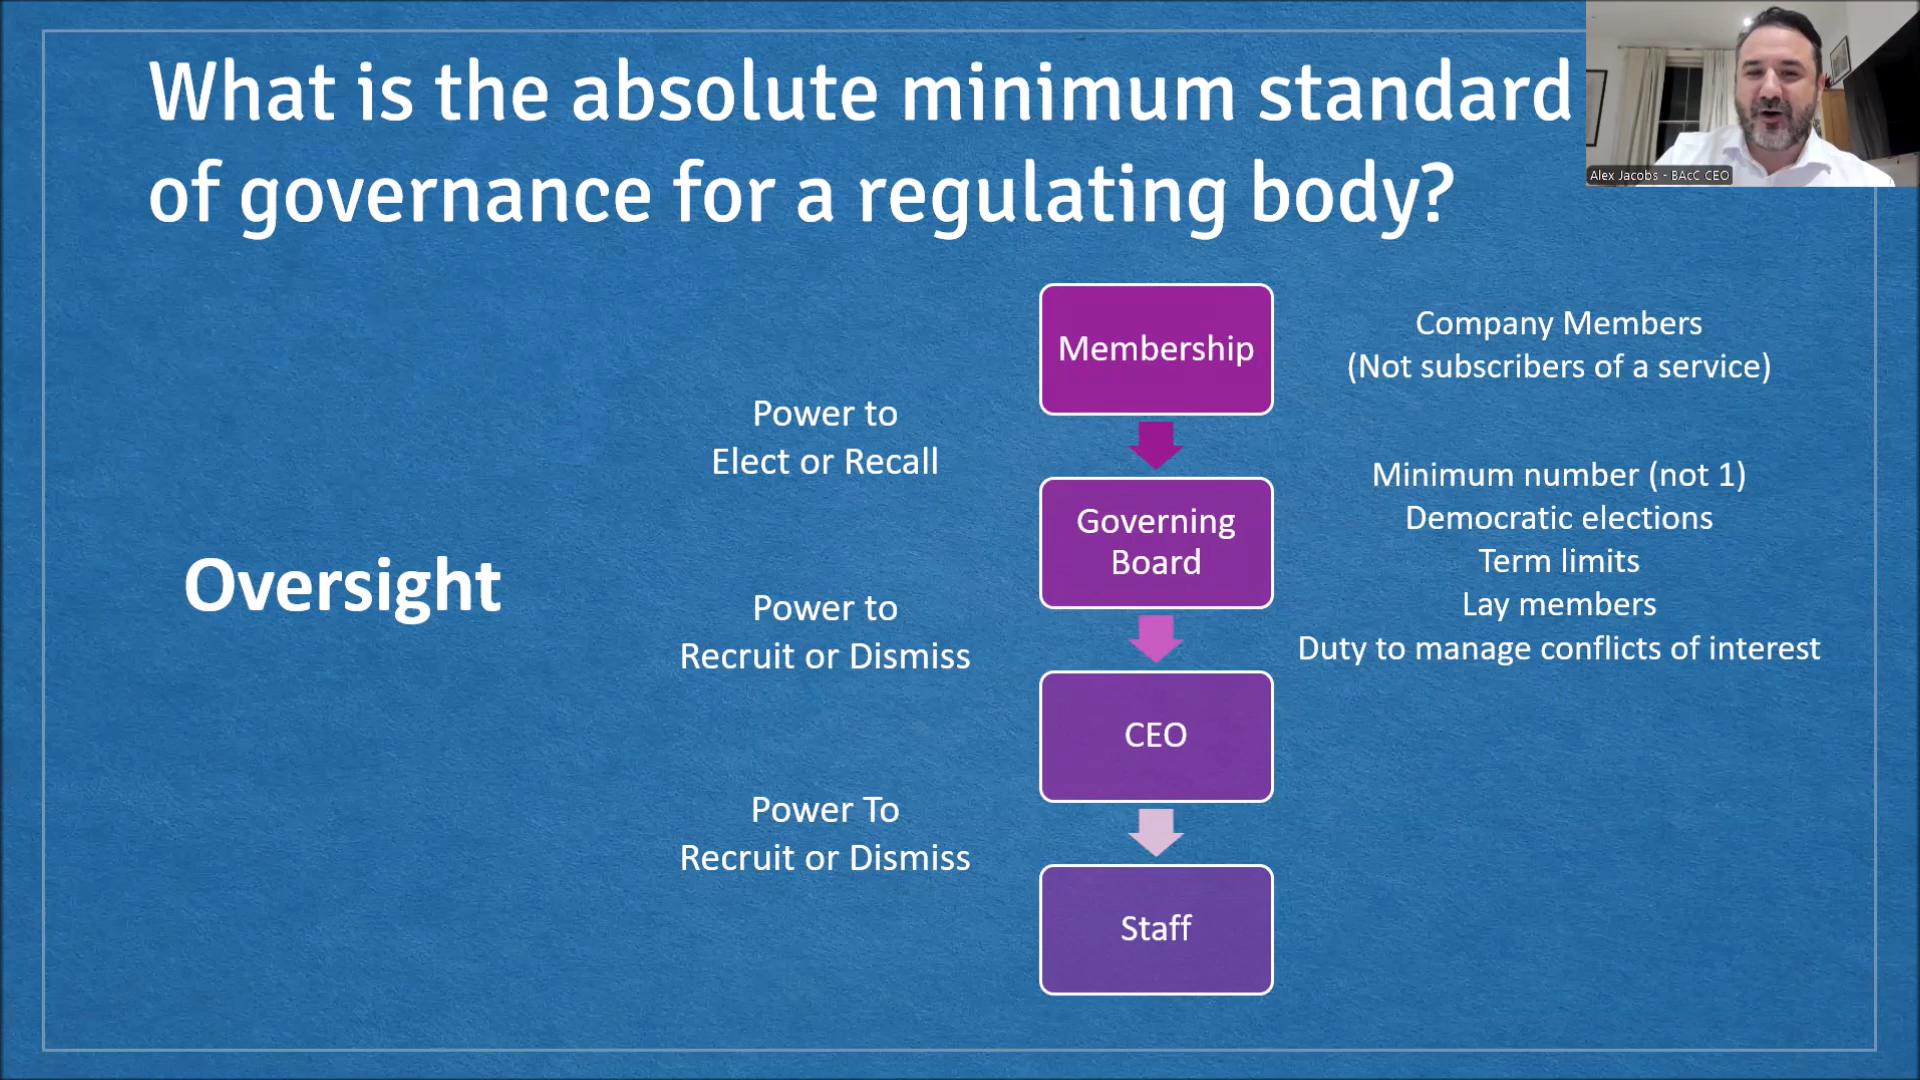 What is the absolute minimum standard
of governance for a regulating body?
Alex Jacobs - BAcC CEO
Oversight
Power to
Elect or Recall
Power to
Recruit or Dismiss
Power To
Recruit or Dismiss
Membership
Governing
Board
CEO
Staff
Company Members
(Not subscribers of a service)
Minimum number (not 1)
Democratic elections
Term limits
Lay members
Duty to manage conflicts of interest